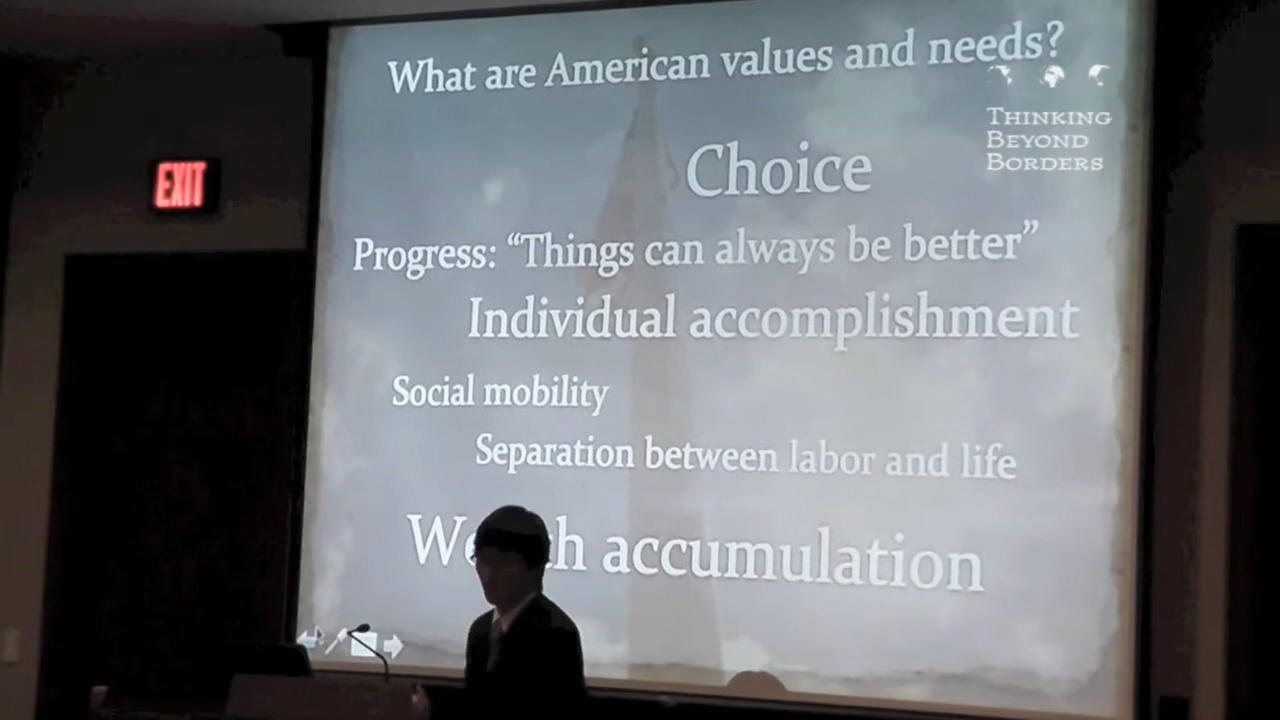 What are American values and needs?
THINKING
BEYOND
BORDERS
Choice
Progress: “Things can always be better”
Individual accomplishment
Social mobility
Separation between labor and life
accumulation
EXIT